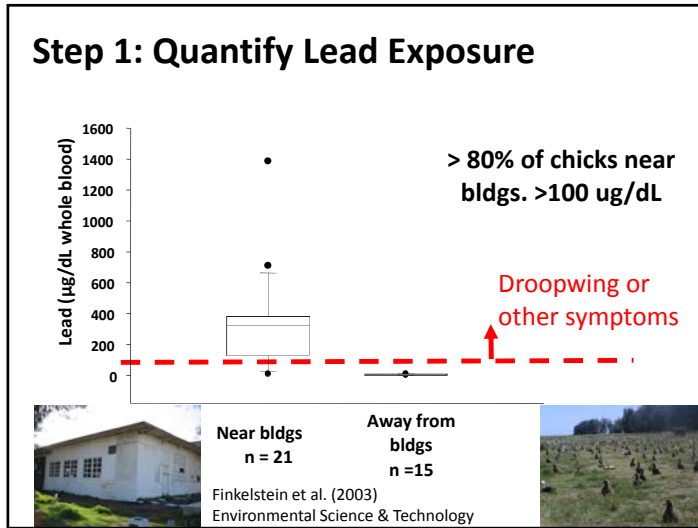 Step 1: Quantify Lead Exposure
Lead (µg/dL whole blood)
1600
1400
1200
1000
800
600
400
200
0
> 80% of chicks near
bldgs. >100 ug/dL
Droopwing or
other symptoms
Near bldgs
n = 21
Away from
bldgs
n =15
Finkelstein et al. (2003)
Environmental Science & Technology